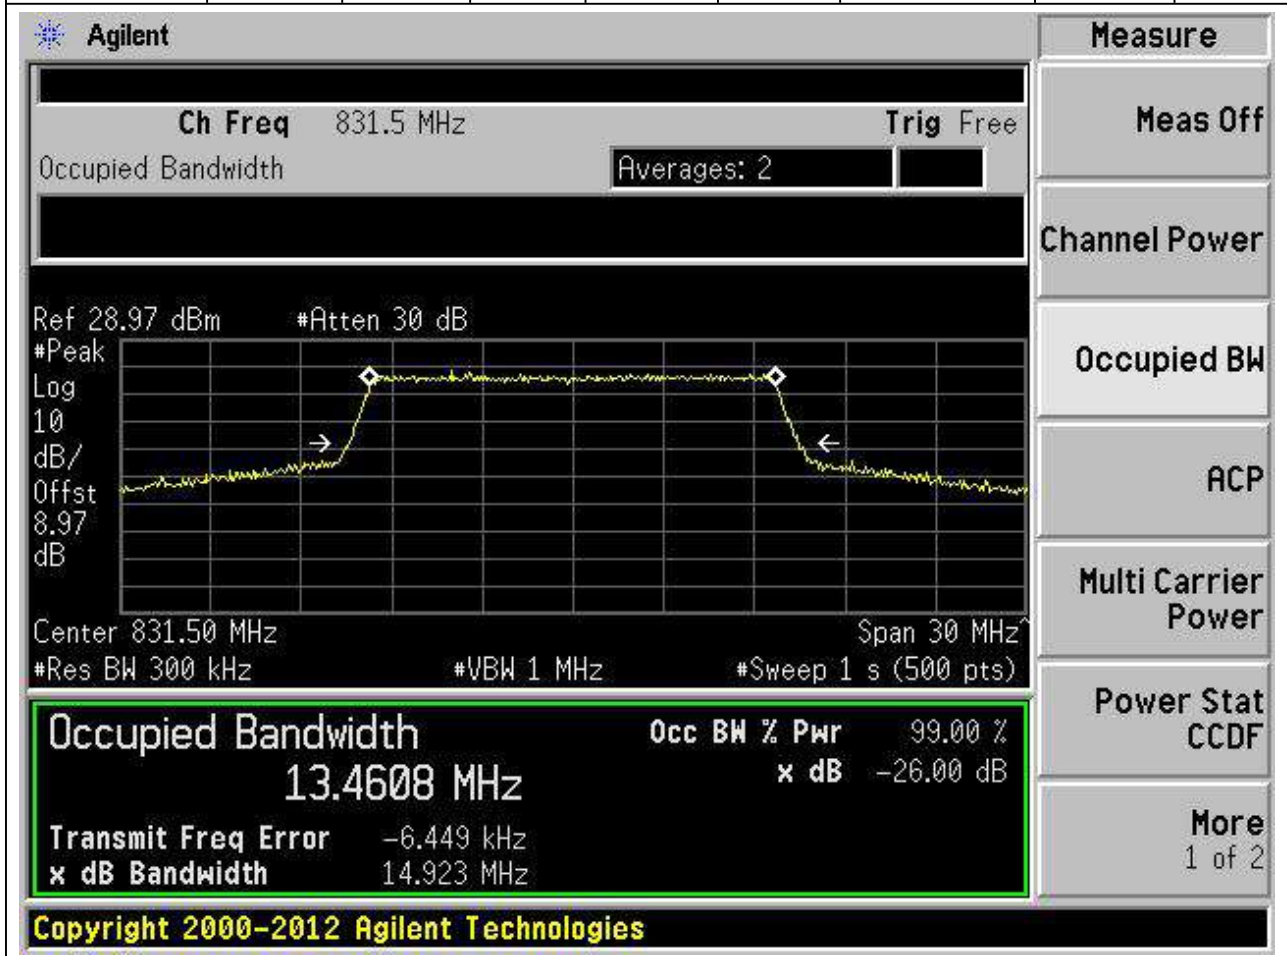 Agilent
Measure
Ch Freq 831.5 MHz Trig Free
Meas Off
Occupied Bandwidth
Averages: 2
Channel Power
Ref 28.97 dBm #Atten 30 dB
#Peak
Log
10
dB/
Offst
8.97
dB
Occupied BW
ACP
Multi Carrier
Power
Center 831.50 MHz Span 30 MHz^
#Res BW 300 kHz #VBW 1 MHz #Sweep 1 s (500 pts)
Power Stat
CCDF
Occupied Bandwidth
13.4608 MHz
Occ BW % Pwr 99.00 %
x dB -26.00 dB
Transmit Freq Error -6.449 kHz
x dB Bandwidth 14.923 MHz
More
1 of 2
Copyright 2000-2012 Agilent Technologies